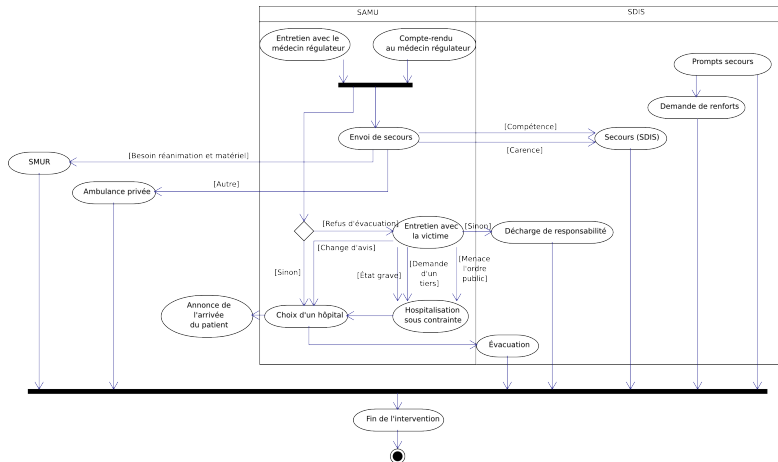 SAMU
SDIS
Entretien avec le
médecin régulateur
Compte-rendu
au médecin régulateur
Prompts secours
Demande de renforts
Envoi de secours
[Compétence]
Secours (SDIS)
[Carence]
SMUR
[Besoin réanimation et matériel]
Ambulance privée
[Autre]
[Refus d'évacuation]
Entretien avec
la victime
[Sinon]
Décharge de responsabilité
[Change d'avis]
[Sinon]
[État grave]
[Demande
d'un
tiers]
[Menace
l'ordre
public]
Annonce de
l'arrivée
du patient
Choix d'un hôpital
Hospitalisation
sous contrainte
Évacuation
Fin de l'intervention